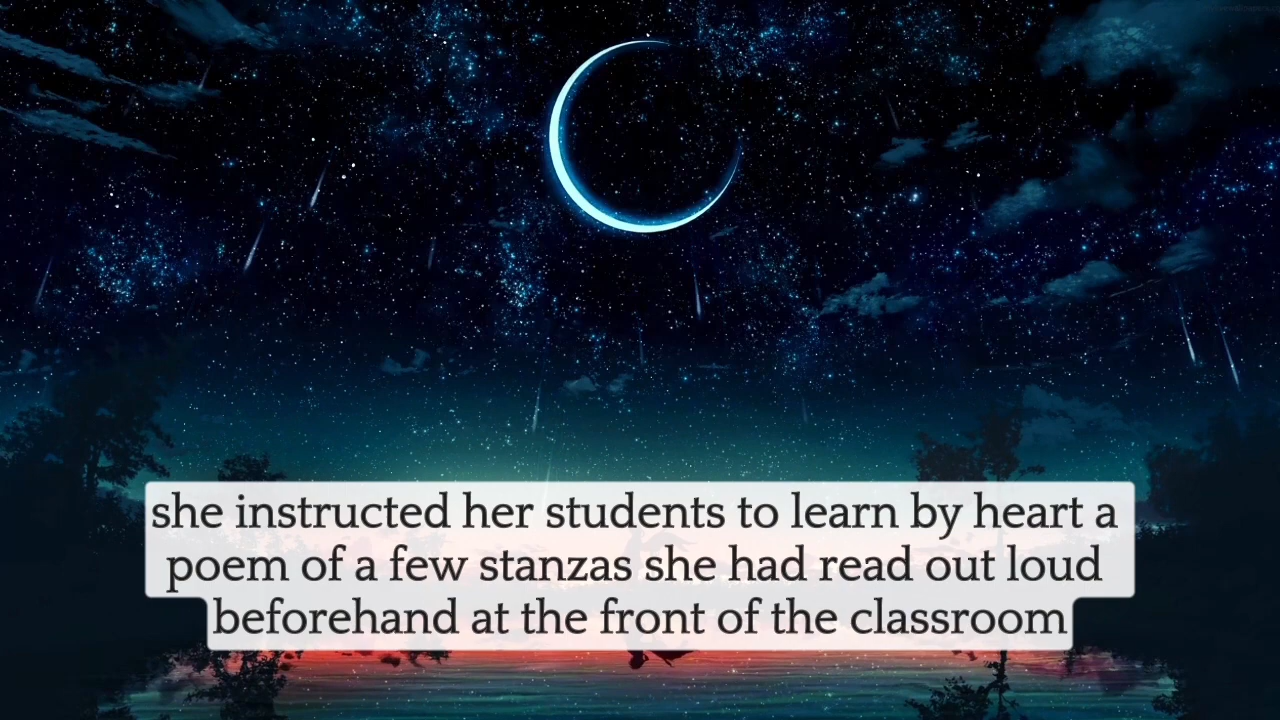 she instructed her students to learn by heart a
poem of a few stanzas she had read out loud
beforehand at the front of the classroom